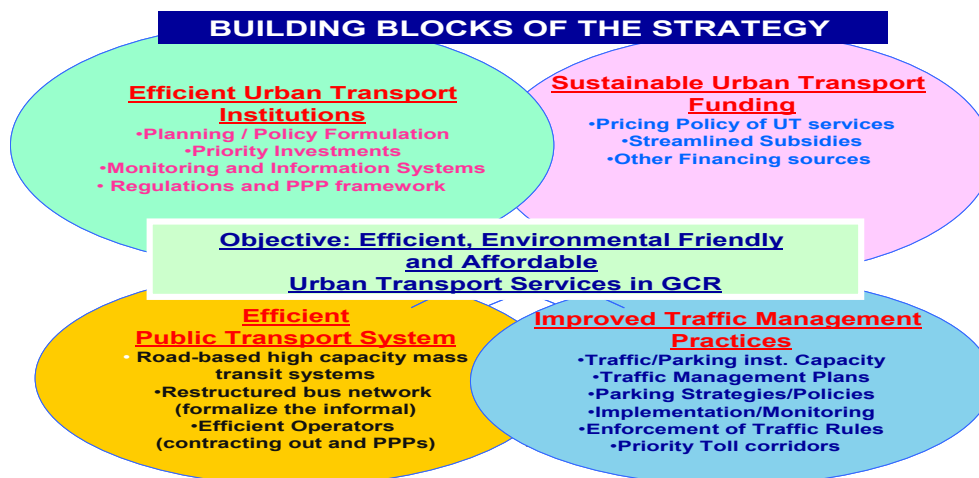 BUILDING BLOCKS OF THE STRATEGY
Efficient Urban Transport
Institutions
•Planning / Policy Formulation
•Priority Investments
•Monitoring and Information Systems
• Regulations and PPP framework
Sustainable Urban Transport
Funding
•Pricing Policy of UT services
•Streamlined Subsidies
•Other Financing sources
Objective: Efficient, Environmental Friendly
and Affordable
Urban Transport Services in GCR
Efficient
Public Transport System
• Road-based high capacity mass
transit systems
•Restructured bus network
(formalize the informal)
•Efficient Operators
(contracting out and PPPs)
Improved Traffic Management
Practices
•Traffic/Parking inst. Capacity
•Traffic Management Plans
•Parking Strategies/Policies
•Implementation/Monitoring
•Enforcement of Traffic Rules
•Priority Toll corridors